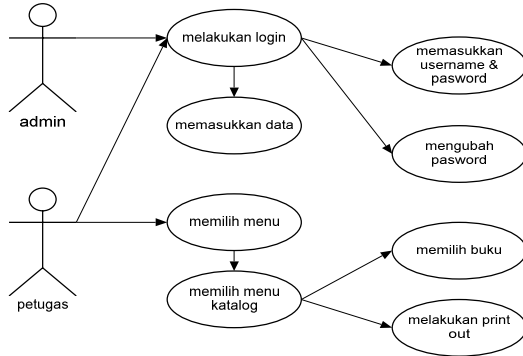 melakukan login
memasukkan
username &
pasword
admin
memasukkan data
mengubah
pasword
petugas
memilih menu
memilih buku
memilih menu
katalog
melakukan print
out